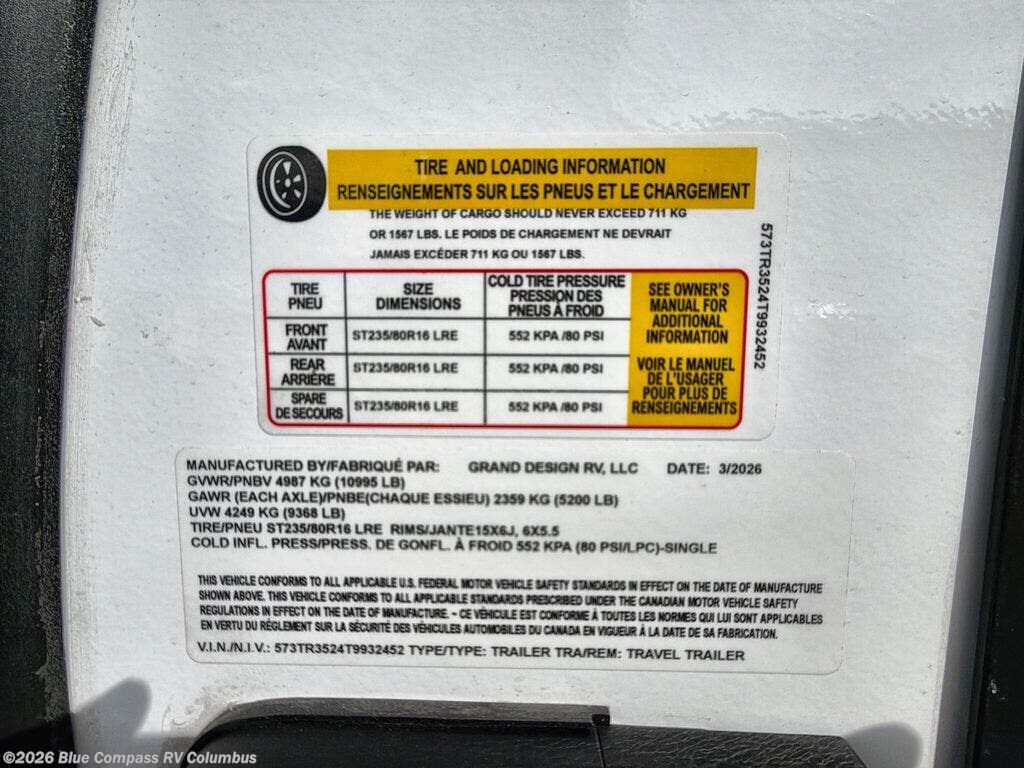 TIRE AND LOADING INFORMATION
RENSEIGNEMENTS SUR LES PNEUS ET LE CHARGEMENT
THE WEIGHT OF CARGO SHOULD NEVER EXCEED 711 KG
OR 1567 LBS. LE POIDS DE CHARGEMENT NE DEVRAIT
JAMAIS EXCÉDER 711 KG OU 1567 LBS.
TIRE
PNEU
SIZE
DIMENSIONS
COLD TIRE PRESSURE
PRESSION DES
PNEUS À FROID
FRONT
AVANT
ST235/80R16 LRE
552 KPA /80 PSI
REAR
ARRIÈRE
ST235/80R16 LRE
552 KPA /80 PSI
SPARE
DE SECOURS
ST235/80R16 LRE
552 KPA /80 PSI
SEE OWNER'S
MANUAL FOR
ADDITIONAL
INFORMATION
VOIR LE MANUEL
DE L'USAGER
POUR PLUS DE
RENSEIGNEMENTS
573TR3524T9932452
MANUFACTURED BY/FABRIQUÉ PAR: GRAND DESIGN RV, LLC DATE: 3/2026
GVWR/PNBV 4987 KG (10995 LB)
GAWR (EACH AXLE)/PNBE(CHAQUE ESSIEU) 2359 KG (5200 LB)
UVW 4249 KG (9368 LB)
TIRE/PNEU ST235/80R16 LRE RIMS/JANTE15X6J, 6X5.5
COLD INFL. PRESS/PRESS. DE GONFL. À FROID 552 KPA (80 PSI/LPC)-SINGLE
THIS VEHICLE CONFORMS TO ALL APPLICABLE U.S. FEDERAL MOTOR VEHICLE SAFETY STANDARDS IN EFFECT ON THE DATE OF MANUFACTURE
SHOWN ABOVE. THIS VEHICLE CONFORMS TO ALL APPLICABLE STANDARDS PRESCRIBED UNDER THE CANADIAN MOTOR VEHICLE SAFETY
REGULATIONS IN EFFECT ON THE DATE OF MANUFACTURE. - CE VÉHICULE EST CONFORME À TOUTES LES NORMES QUI LUI SONT APPLICABLES
EN VERTU DU RÈGLEMENT SUR LA SÉCURITÉ DES VÉHICULES AUTOMOBILES DU CANADA EN VIGUEUR À LA DATE DE SA FABRICATION.
V.I.N./N.I.V.: 573TR3524T9932452 TYPE/TYPE: TRAILER TRA/REM: TRAVEL TRAILER
©2026 Blue Compass RV Columbus